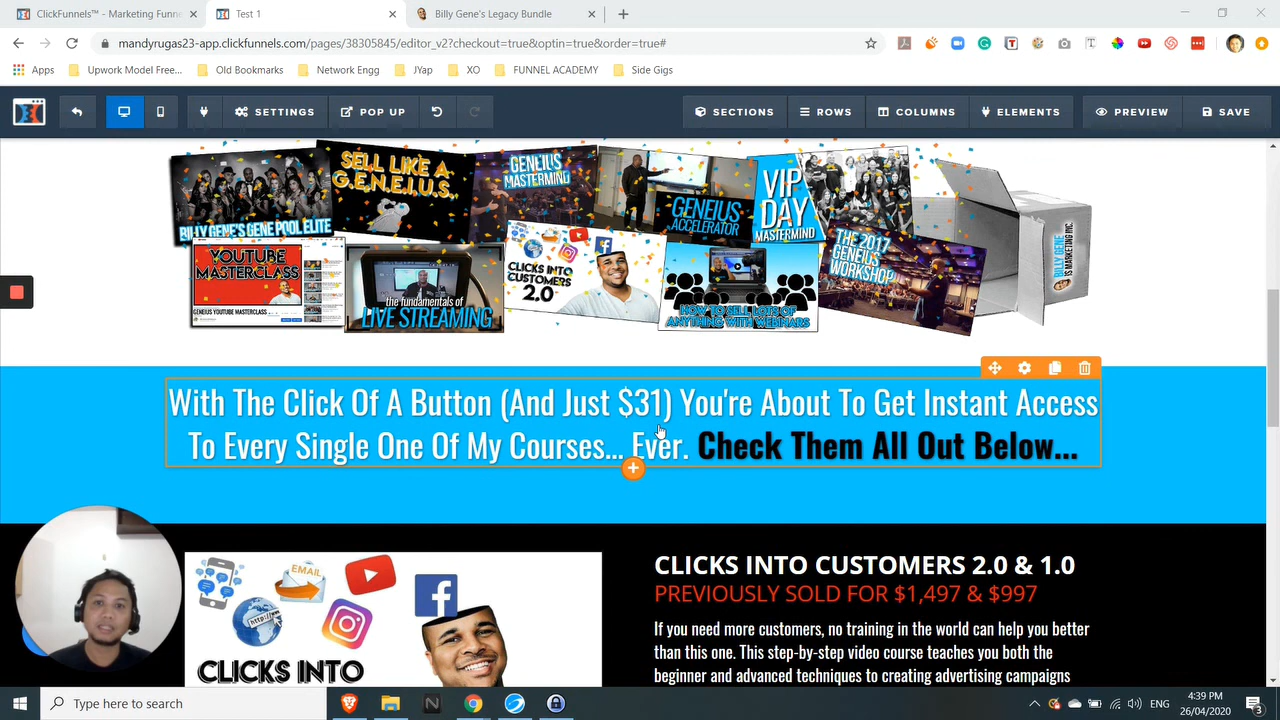 ClickFunnels™ - Marketing Funne
Test 1
Billy Gene's Legacy Bundle
mandyrugas23-app.clickfunnels.com/pages/38305845/editor_v2?checkout=true&optin=true&order=true#
Apps
Upwork Model Free...
Old Bookmarks
Network Engg
JYap
XO
FUNNEL ACADEMY
Side Gigs
SETTINGS
POP UP
SECTIONS
ROWS
COLUMNS
ELEMENTS
PREVIEW
SAVE
BILLY GENE'S GENE POOL ELITE
SELL LIKE A
G.E.N.E.I.U.S.
GENEIUS
MASTERMIND
GENEIUS
ACCELERATOR
VIP
DAY
MASTERMIND
YOUTUBE
MASTERCLASS
GENEIUS YOUTUBE MASTERCLASS
the fundamentals of
LIVE STREAMING
CLICKS INTO
CUSTOMERS
2.0
HOW TO SELL LOTS OF
ANYTHING WITH WEBINARS
THE 2017
GENEIUS
WORKSHOP
BILLY GENE
IS MARKETING INC.
With The Click Of A Button (And Just $31) You're About To Get Instant Access
To Every Single One Of My Courses... Ever. Check Them All Out Below...
EMAIL
http://www
CLICKS INTO
CLICKS INTO CUSTOMERS 2.0 & 1.0
PREVIOUSLY SOLD FOR $1,497 & $997
If you need more customers, no training in the world can help you better
than this one. This step-by-step video course teaches you both the
beginner and advanced techniques to creating advertising campaigns
Type here to search
ENG
4:39 PM
26/04/2020
3